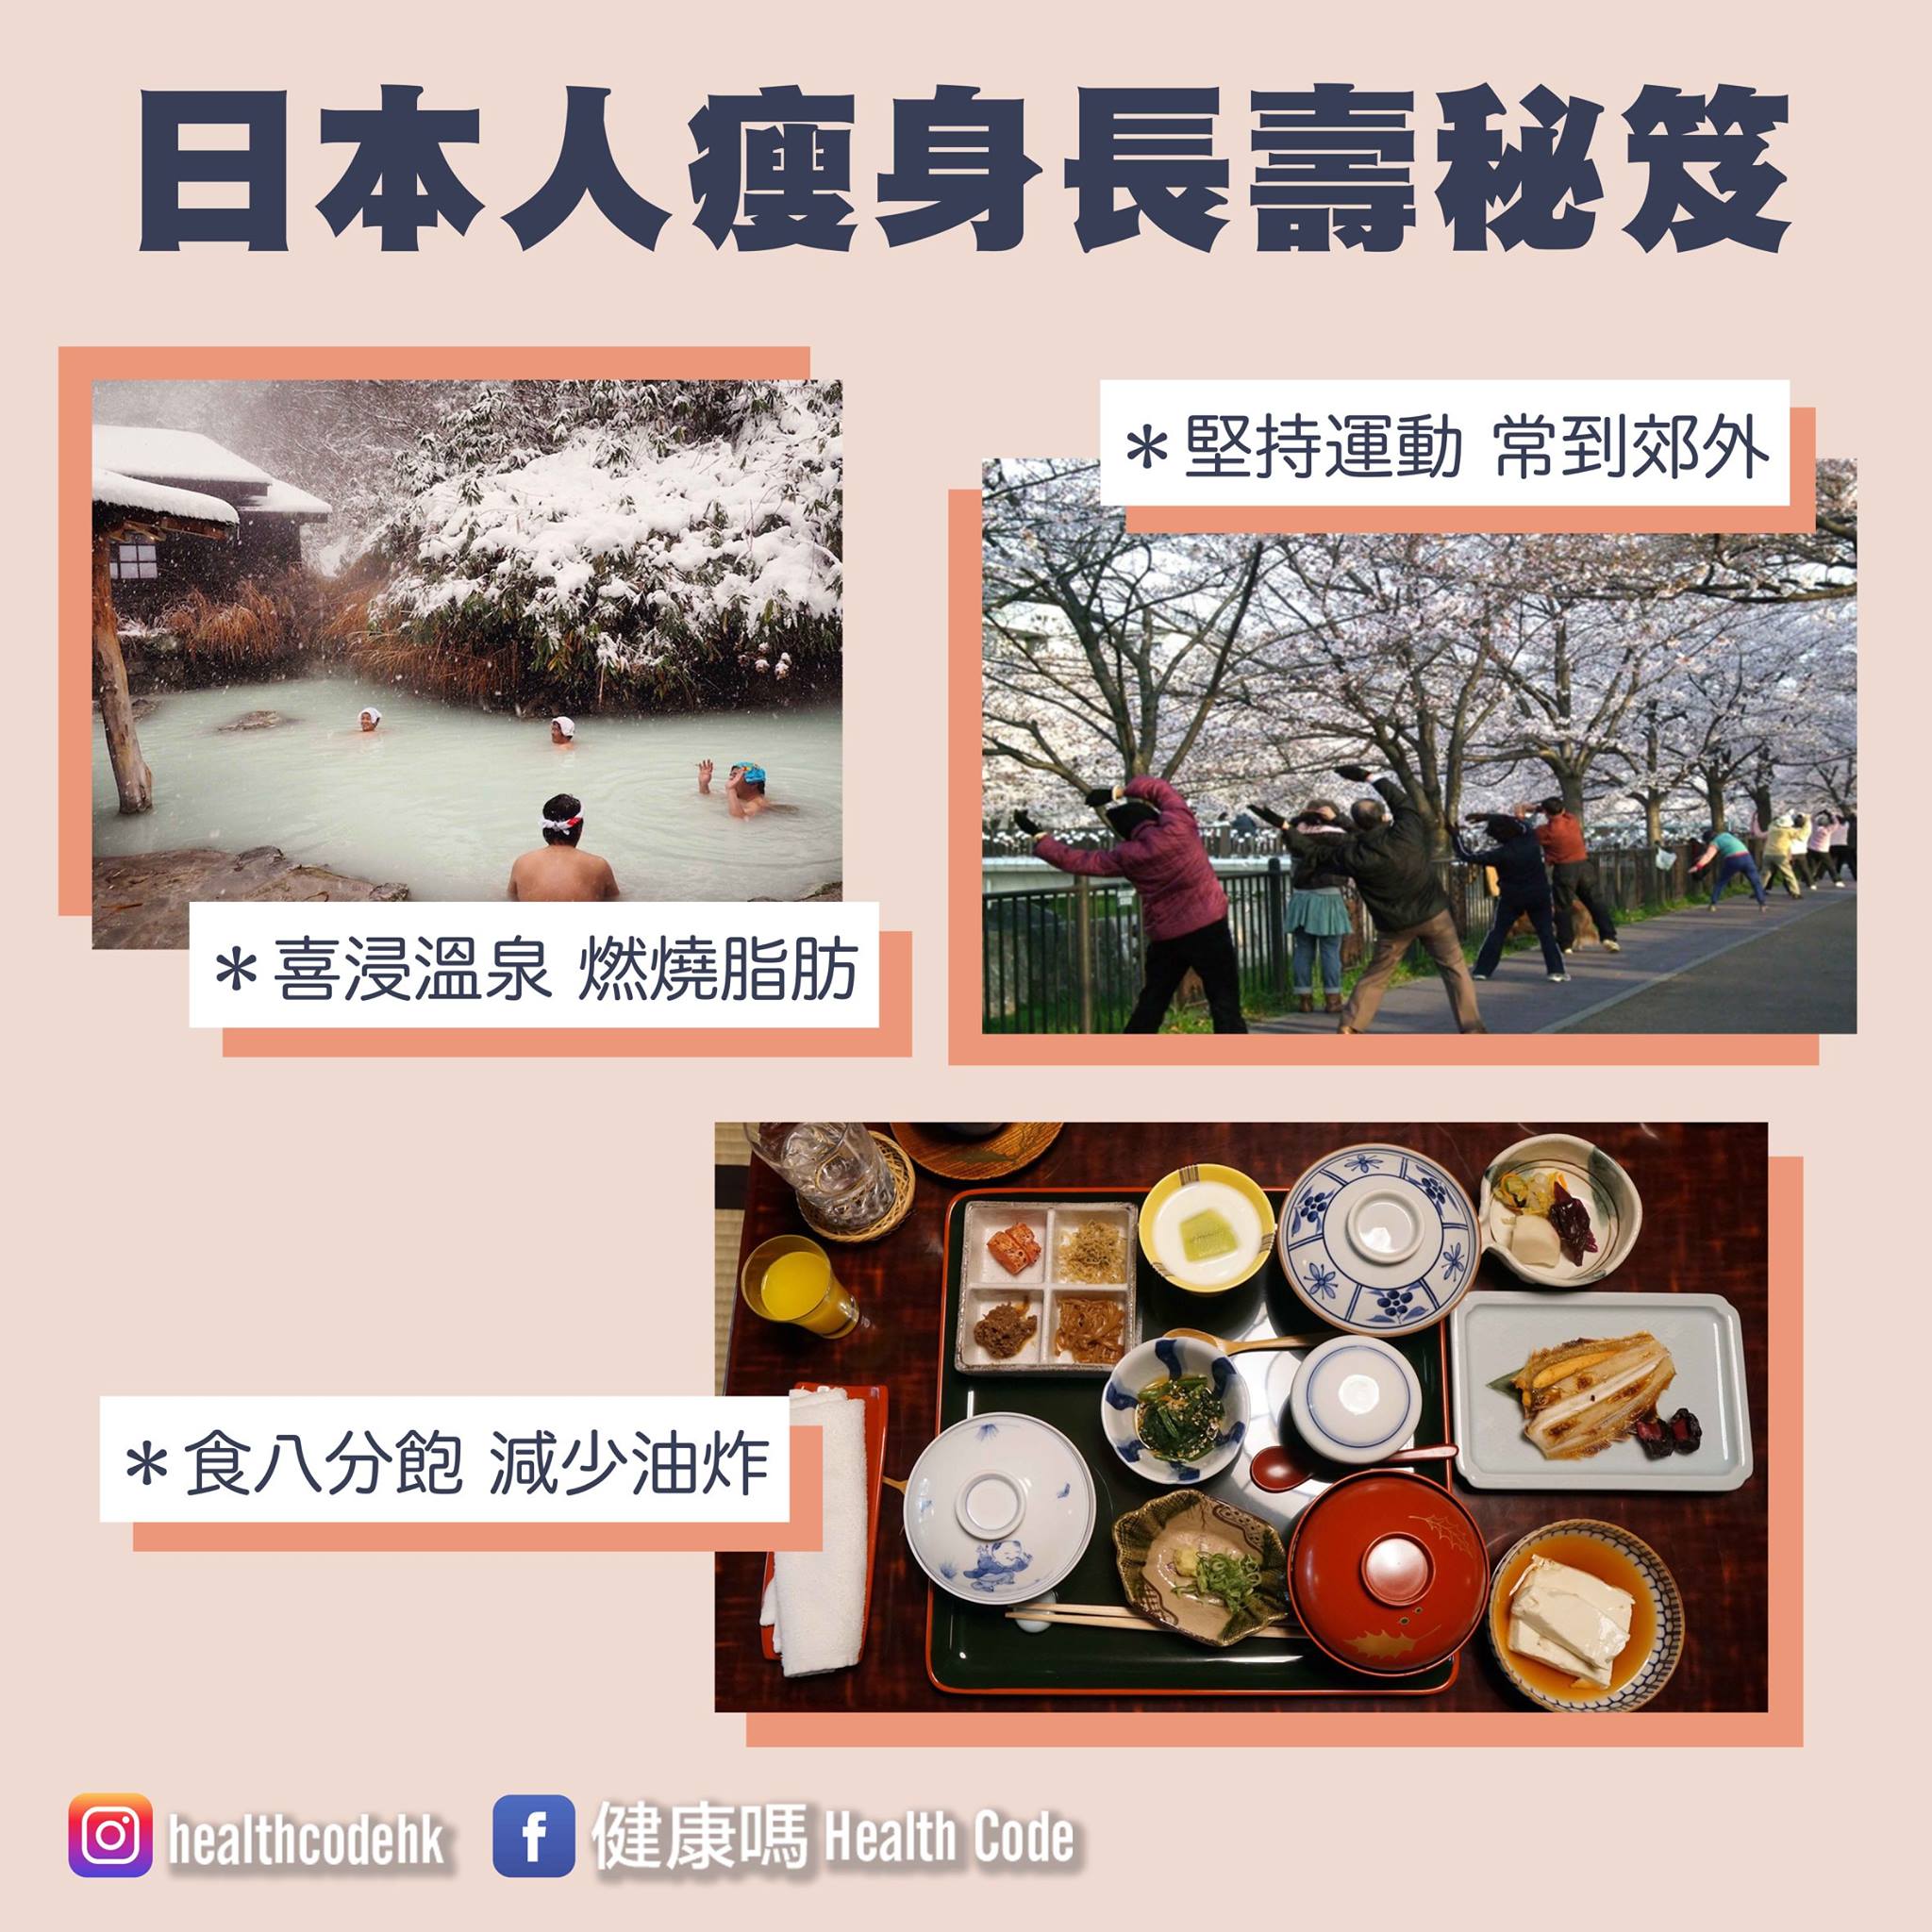 日本人瘦身長壽秘笈
*堅持運動 常到郊外
*喜浸溫泉 燃燒脂肪
*食八分飽 減少油炸
healthcodehk
健康嗎 Health Code